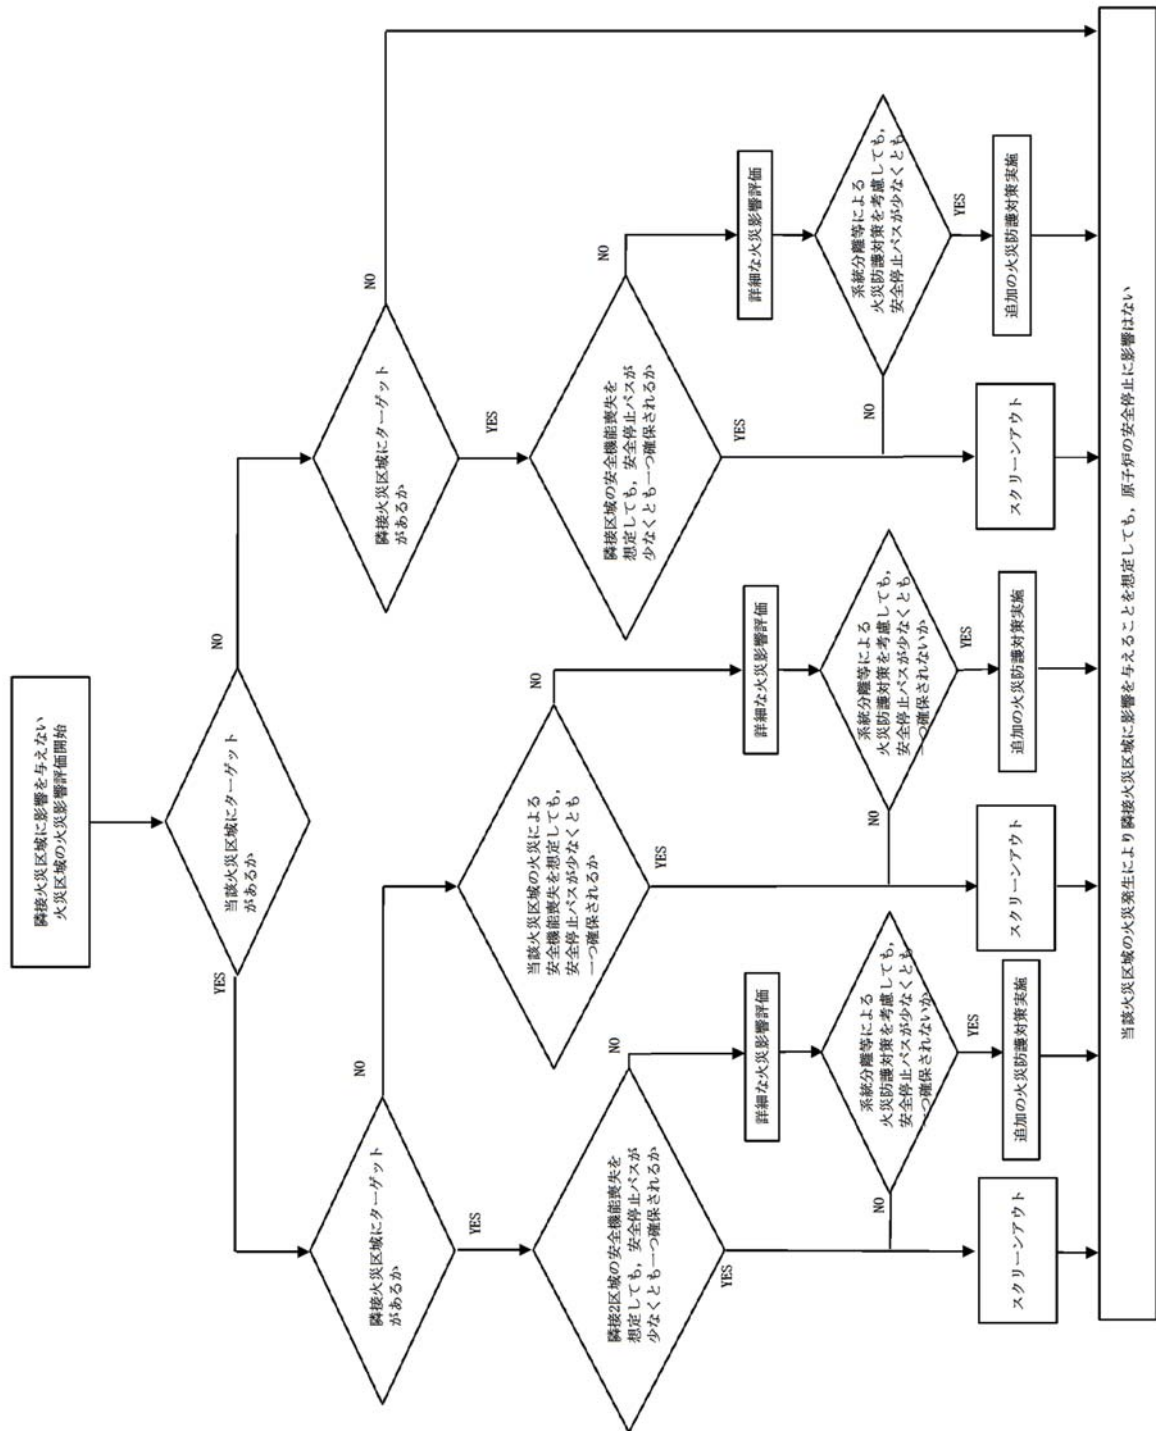 隣接火災区域に影響を与えない
火災区域の火災影響評価開始
当該火災区域にターゲット
があるか
YES
NO
隣接火災区域にターゲット
があるか
YES
NO
隣接2区域の安全機能喪失を
想定しても，安全停止パスが
少なくとも一つ確保されるか
YES
NO
詳細な火災影響評価
系統分離等による
火災防護対策を考慮しても，
安全停止パスが少なくとも
一つ確保されないか
NO
YES
スクリーンアウト
追加の火災防護対策実施
当該火災区域の火災による
安全機能喪失を想定しても，
安全停止パスが少なくとも
一つ確保されるか
YES
NO
詳細な火災影響評価
系統分離等による
火災防護対策を考慮しても，
安全停止パスが少なくとも
一つ確保されないか
NO
YES
スクリーンアウト
追加の火災防護対策実施
隣接火災区域にターゲット
があるか
YES
NO
隣接区域の安全機能喪失を
想定しても，安全停止パスが
少なくとも一つ確保されるか
YES
NO
詳細な火災影響評価
系統分離等による
火災防護対策を考慮しても，
安全停止パスが少なくとも
NO
YES
スクリーンアウト
追加の火災防護対策実施
当該火災区域の火災発生により隣接火災区域に影響を与えることを想定しても，原子炉の安全停止に影響はない